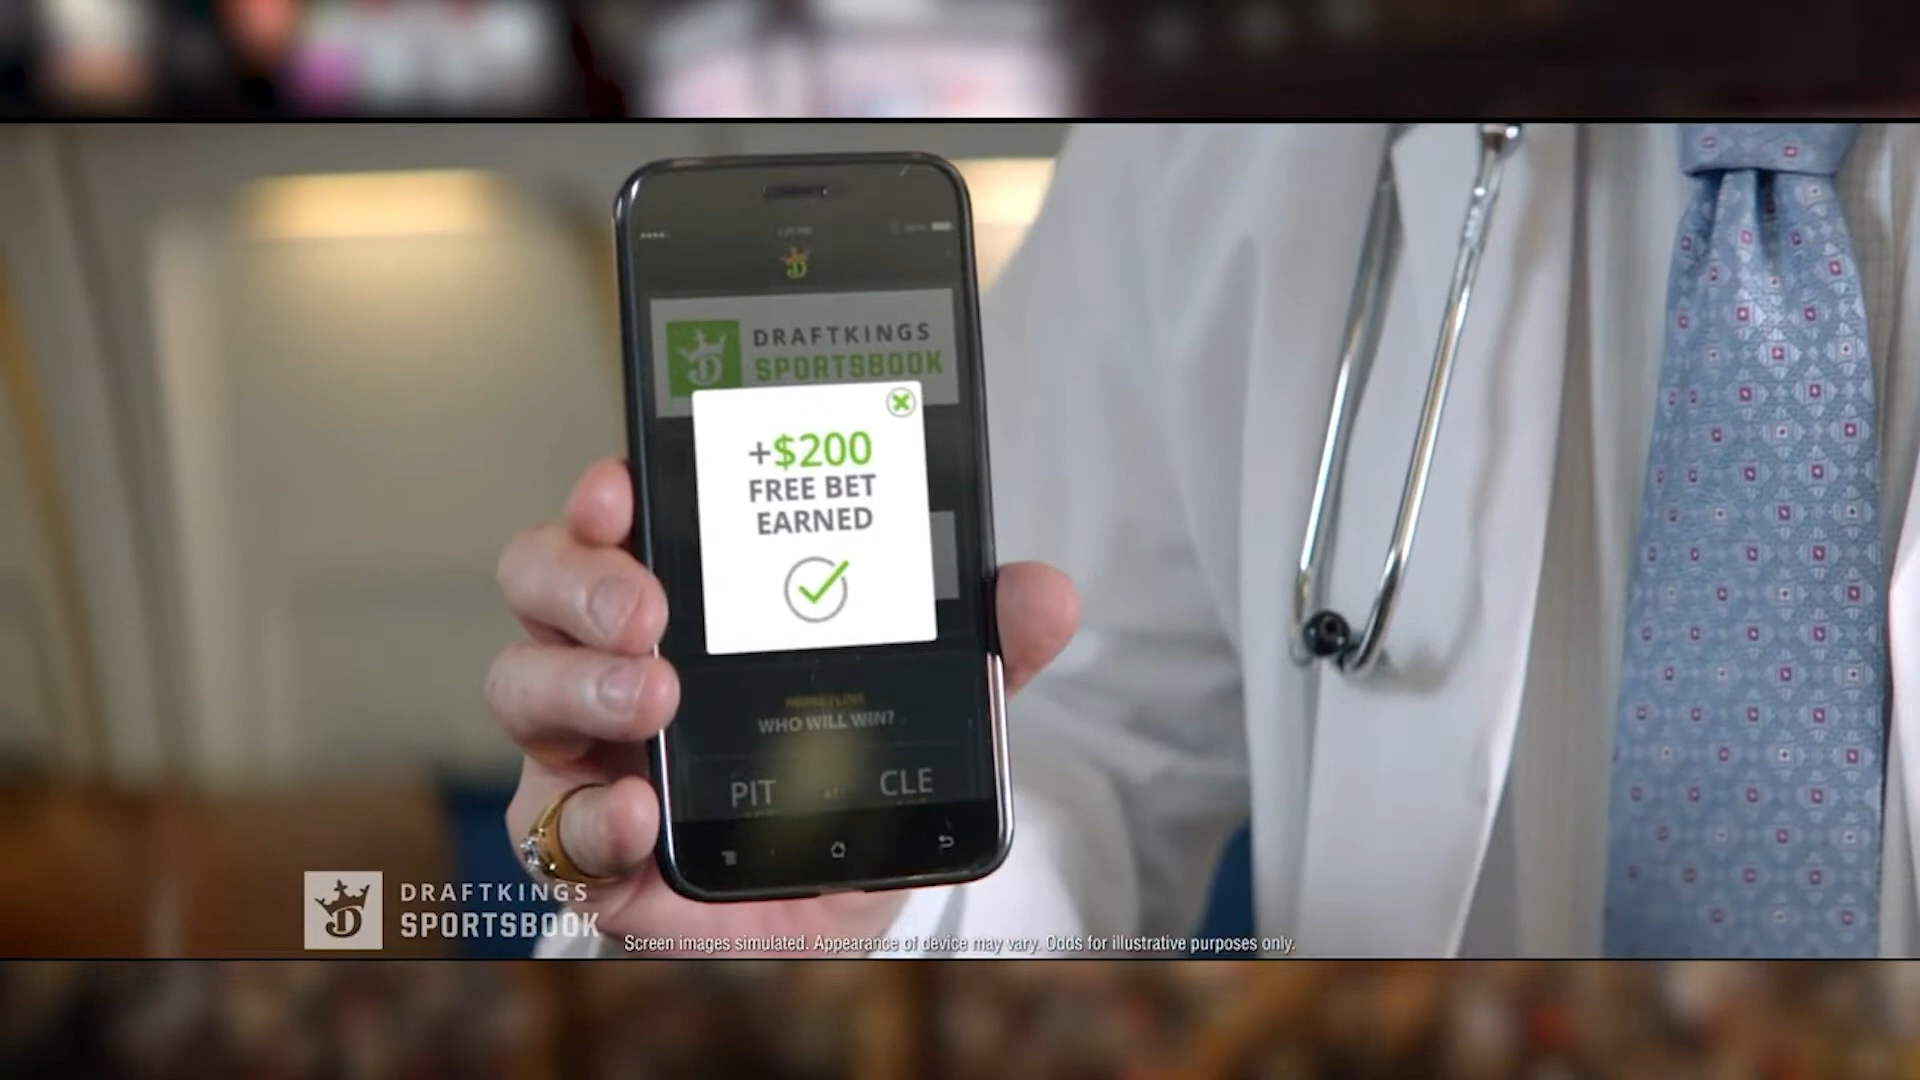 DRAFTKINGS
SPORTSBOOK
+$200
FREE BET
EARNED
WHO WILL WIN?
PIT
CLE
DRAFTKINGS
SPORTSBOOK
Screen images simulated. Appearance of device may vary. Odds for illustrative purposes only.